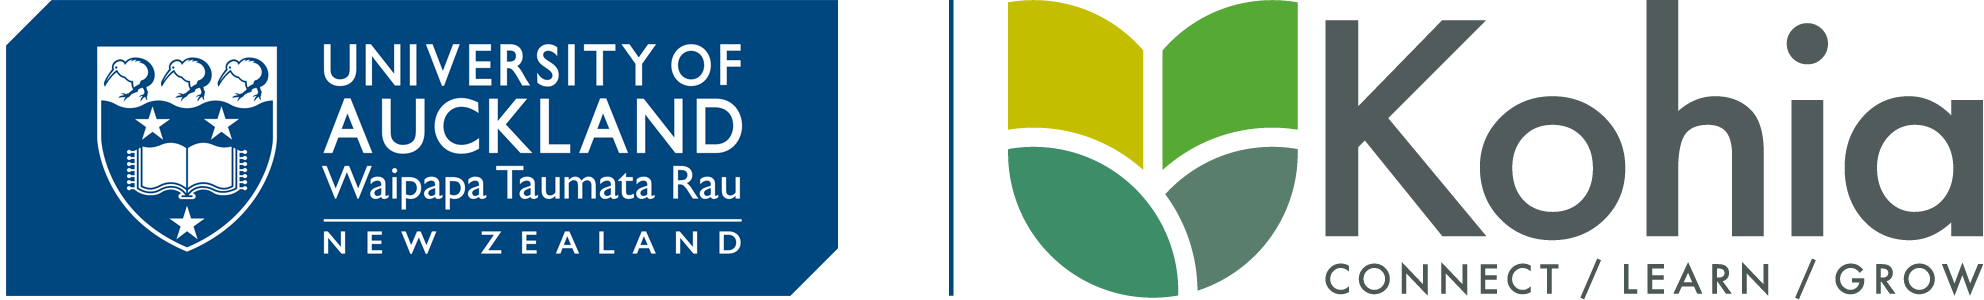 UNIVERSITY OF
AUCKLAND
Waipapa Taumata Rau
NEW ZEALAND
Kohia
CONNECT / LEARN / GROW